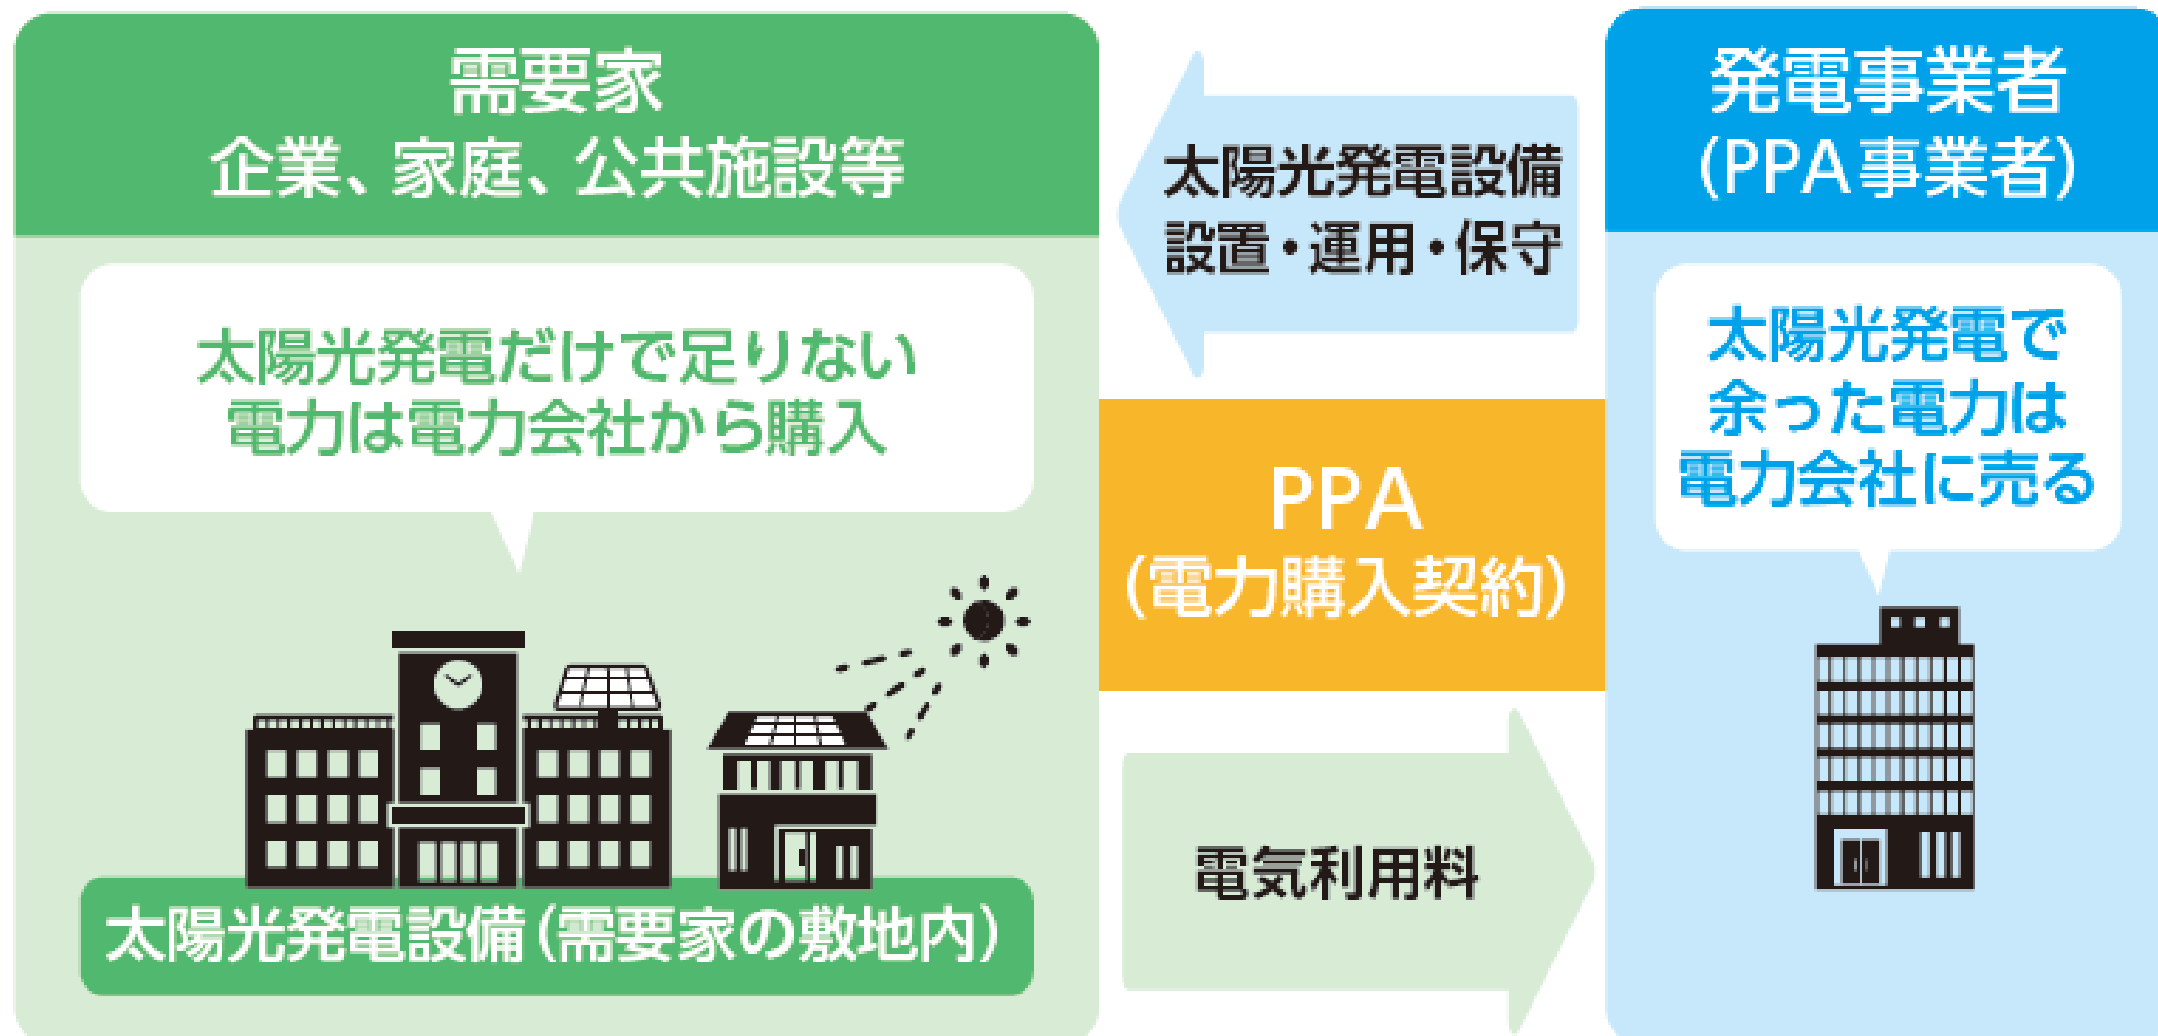 需要家
企業、家庭、公共施設等
太陽光発電だけで足りない
電力は電力会社から購入
太陽光発電設備(需要家の敷地内)
太陽光発電設備
設置・運用・保守
PPA
(電力購入契約)
電気利用料
発電事業者
(PPA事業者)
太陽光発電で
余った電力は
電力会社に売る